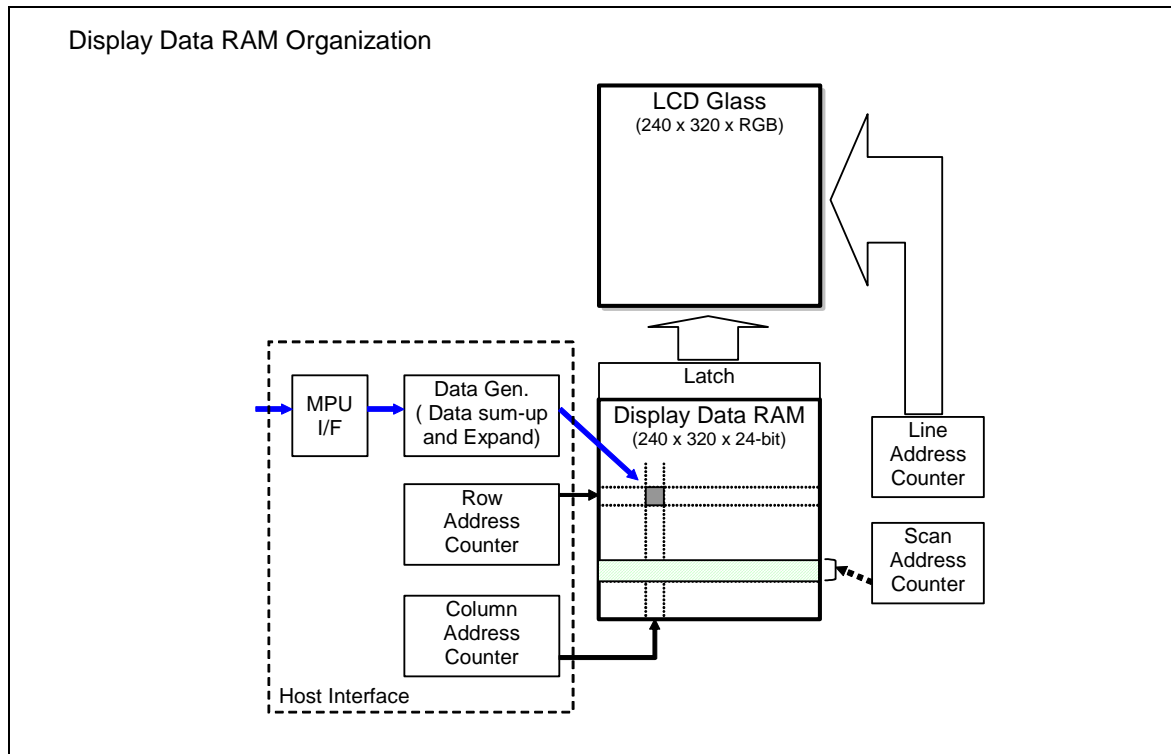 Display Data RAM Organization
LCD Glass
(240 x 320 x RGB)
Latch
MPU
I/F
Data Gen.
( Data sum-up
and Expand)
Display Data RAM
(240 x 320 x 24-bit)
Line
Address
Counter
Row
Address
Counter
Scan
Address
Counter
Column
Address
Counter
Host Interface